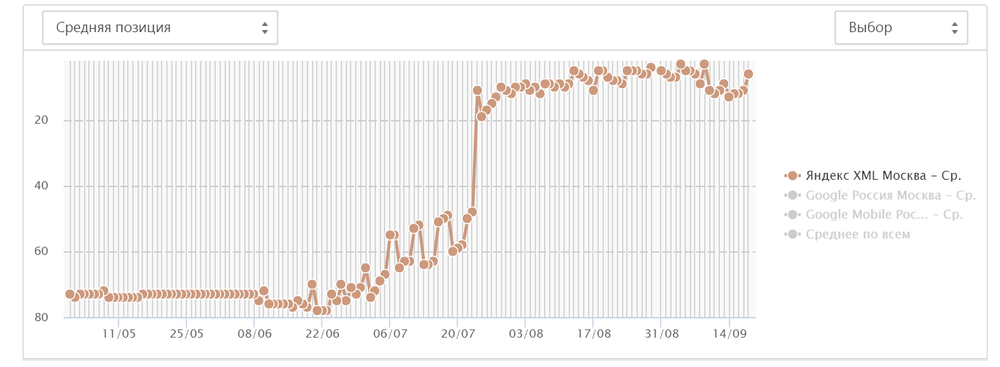 Средняя позиция
Выбор
20
40
60
80
11/05 25/05 08/06 22/06 06/07 20/07 03/08 17/08 31/08 14/09
Яндекс XML Москва - Ср.
Google Россия Москва - Ср.
Google Mobile Рос... - Ср.
Среднее по всем